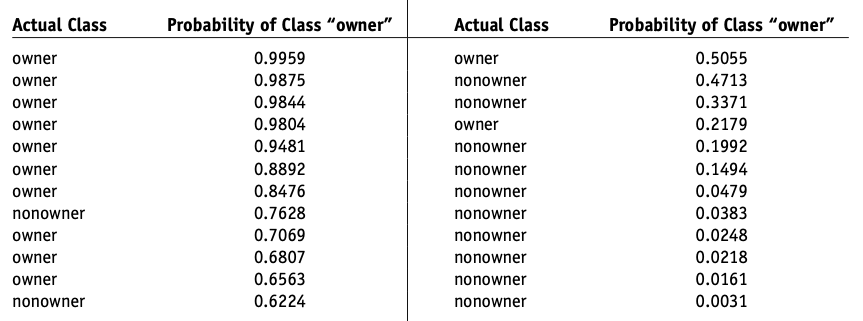 Actual Class Probability of Class “owner” Actual Class Probability of Class “owner”
owner 0.9959 owner 0.5055
owner 0.9875 nonowner 0.4713
owner 0.9844 nonowner 0.3371
owner 0.9804 owner 0.2179
owner 0.9481 nonowner 0.1992
owner 0.8892 nonowner 0.1494
owner 0.8476 nonowner 0.0479
nonowner 0.7628 nonowner 0.0383
owner 0.7069 nonowner 0.0248
owner 0.6807 nonowner 0.0218
owner 0.6563 nonowner 0.0161
nonowner 0.6224 nonowner 0.0031